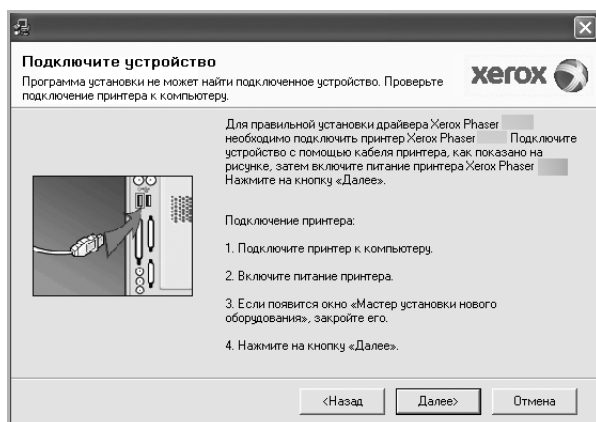 Подключите устройство
Программа установки не может найти подключенное устройство. Проверьте
подключение принтера к компьютеру.
xerox
Для правильной установки драйвера Xerox Phaser
необходимо подключить принтер Xerox Phaser Подключите
устройство с помощью кабеля принтера, как показано на
рисунке, затем включите питание принтера Xerox Phaser
Нажмите на кнопку «Далее».
Подключение принтера:
1. Подключите принтер к компьютеру.
2. Включите питание принтера.
3. Если появится окно «Мастер установки нового
оборудования», закройте его.
4. Нажмите на кнопку «Далее».
<Назад
Далее>
Отмена